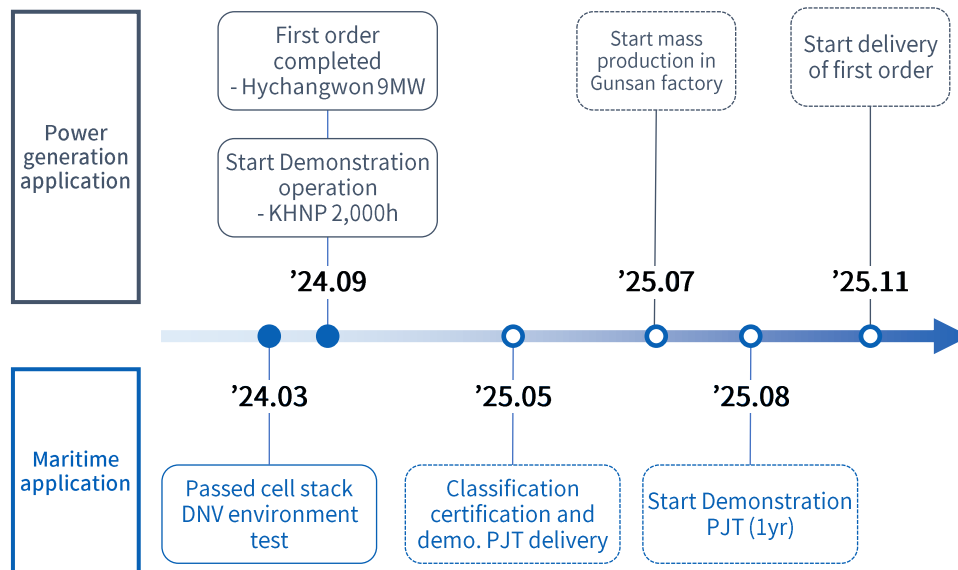 Power
generation
application
First order
completed
- Hychangwon 9MW
Start Demonstration
operation
- KHNP 2,000h
Start mass
production in
Gunsan factory
Start delivery
of first order
’24.09
’25.07
’25.11
’24.03
’25.05
’25.08
Maritime
application
Passed cell stack
DNV environment
test
Classification
certification and
demo. PJT delivery
Start Demonstration
PJT (1yr)